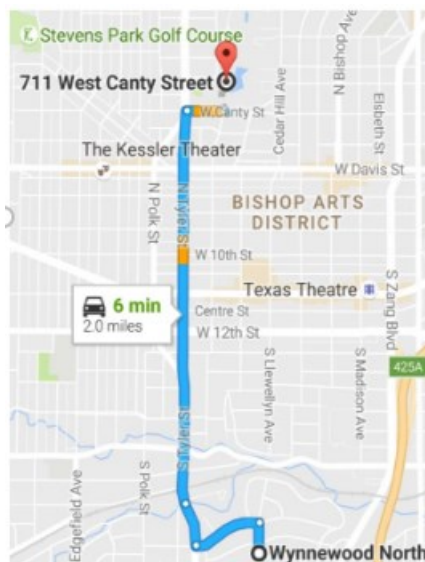 Stevens Park Golf Course
711 West Canty Street
W Canty St
Cedar Hill Ave
N Bishop Ave
Elsbeth St
The Kessler Theater
W Davis St
N Polk St
N Tyler St
BISHOP ARTS
DISTRICT
W 10th St
Texas Theatre
6 min
2.0 miles
Centre St
W 12th St
S Zang Blvd
425A
S Llewellyn Ave
S Madison Ave
S Tyler St
S Polk St
Edgefield Ave
Wynnewood North